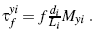 τ_f^{yi} = f \frac{d_i}{L_i} M_{yi} .